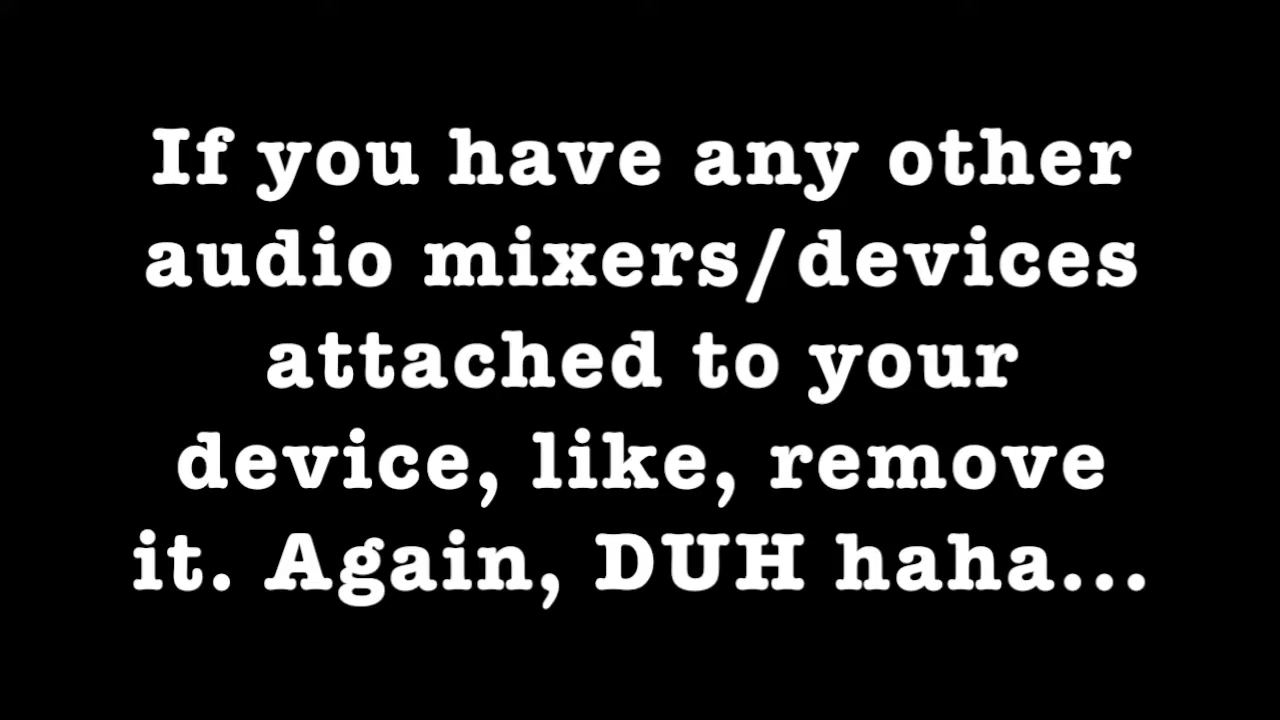 If you have any other
audio mixers/devices
attached to your
device, like, remove
it. Again, DUH haha...